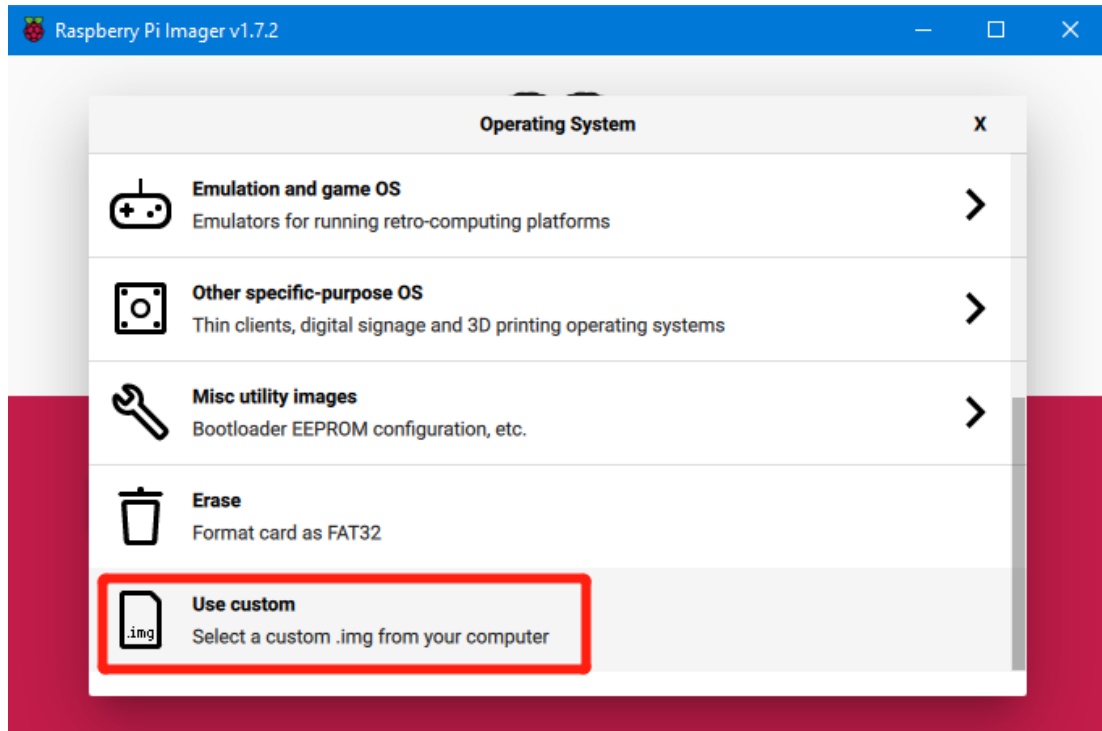 Raspberry Pi Imager v1.7.2
Operating System
X
Emulation and game OS
Emulators for running retro-computing platforms
Other specific-purpose OS
Thin clients, digital signage and 3D printing operating systems
Misc utility images
Bootloader EEPROM configuration, etc.
Erase
Format card as FAT32
.img
Use custom
Select a custom .img from your computer